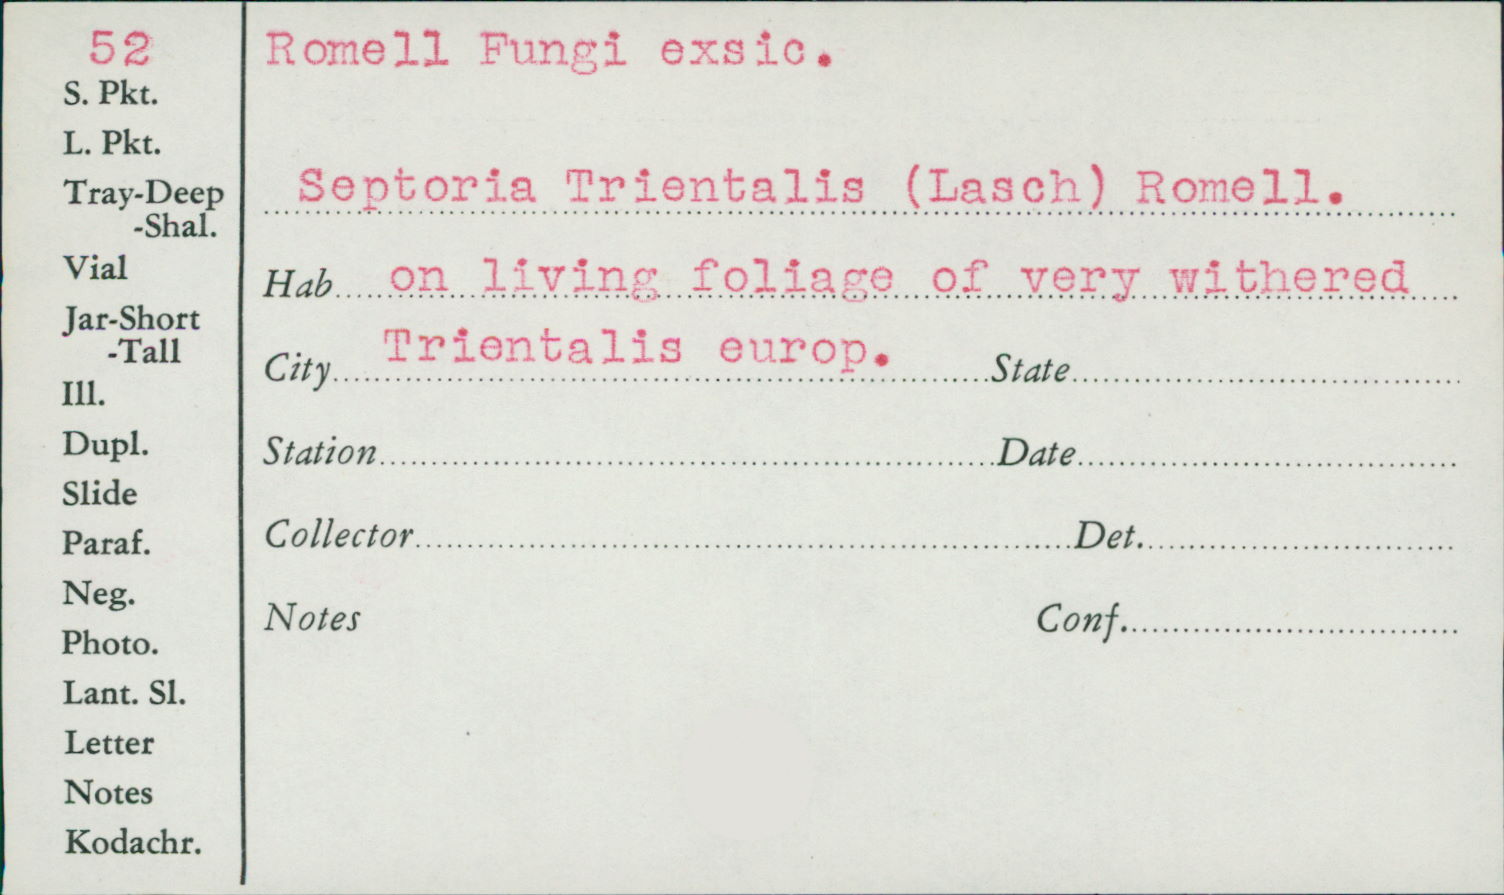 52
S. Pkt.
L. Pkt.
Tray-Deep
-Shal.
Vial
Jar-Short
-Tall
Ill.
Dupl.
Slide
Paraf.
Neg.
Photo.
Lant. Sl.
Letter
Notes
Kodachr.
Romell Fungi exsic.
Septoria Trientalis (Lasch) Romell.
Hab on living foliage of very withered
Trientalis europ.
City State
Station Date
Collector Det.
Notes Conf.